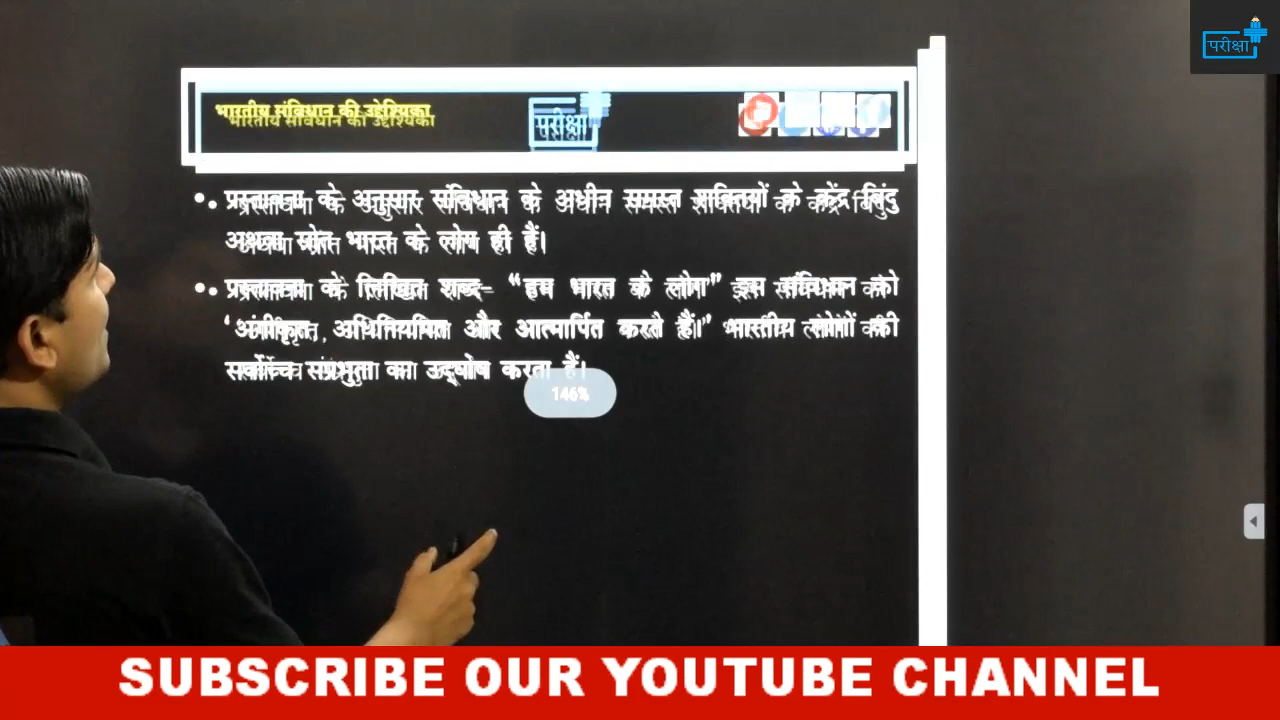 परीक्षा
भारतीय संविधान की उद्देश्यिका
परीक्षा
• प्रस्तावना के अनुसार संविधान के अधीन समस्त शक्तियों के केंद्र बिंदु
अथवा स्रोत भारत के लोग ही हैं।
• प्रस्तावना के लिखित शब्द- “हम भारत के लोग” इस संविधान को
‘अंगीकृत, अधिनियमित और आत्मार्पित करते हैं।” भारतीय लोगों की
सर्वोच्च संप्रभुता का उद्घोष करता हैं।
146%
SUBSCRIBE OUR YOUTUBE CHANNEL